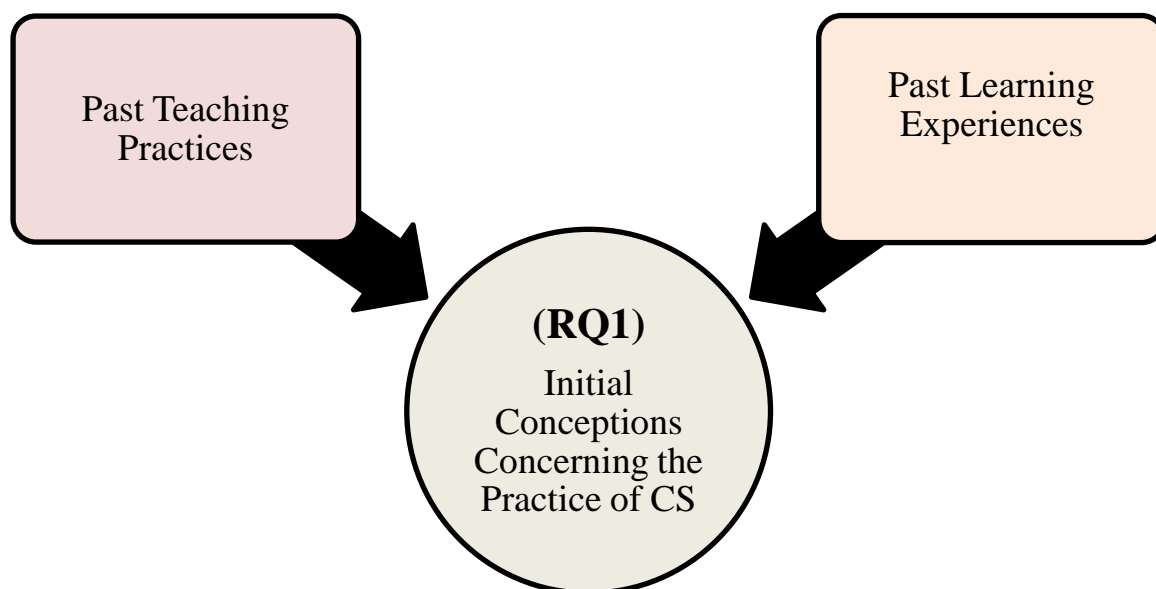 Past Teaching
Practices
Past Learning
Experiences
(RQ1)
Initial
Conceptions
Concerning the
Practice of CS